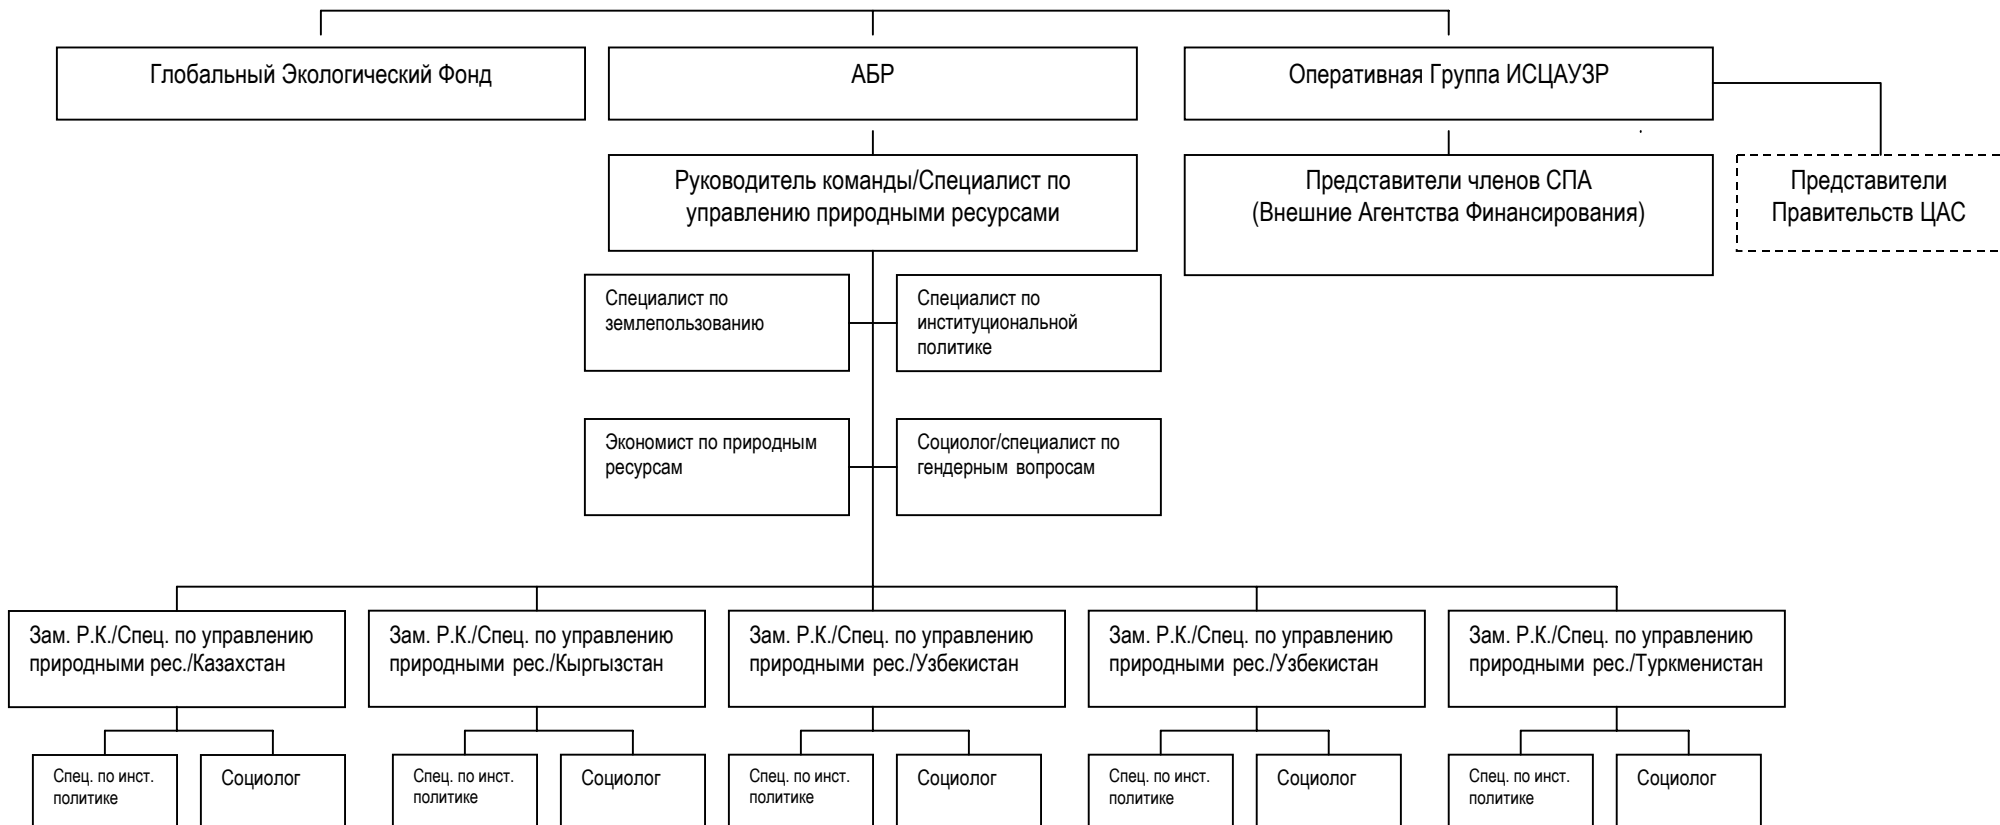 Глобальный Экологический Фонд
АБР
Оперативная Группа ИСЦАУЗР
Руководитель команды/Специалист по
управлению природными ресурсами
Представители членов СПА
(Внешние Агентства Финансирования)
Представители
Правительств ЦАС
Специалист по
землепользованию
Специалист по
институциональной
политике
Экономист по природным
ресурсам
Социолог/специалист по
гендерным вопросам
Зам. Р.К./Спец. по управлению
природными рес./Казахстан
Зам. Р.К./Спец. по управлению
природными рес./Кыргызстан
Зам. Р.К./Спец. по управлению
природными рес./Узбекистан
Зам. Р.К./Спец. по управлению
природными рес./Узбекистан
Зам. Р.К./Спец. по управлению
природными рес./Туркменистан
Спец. по инст.
политике
Социолог
Спец. по инст.
политике
Социолог
Спец. по инст.
политике
Социолог
Спец. по инст.
политике
Социолог
Спец. по инст.
политике
Социолог